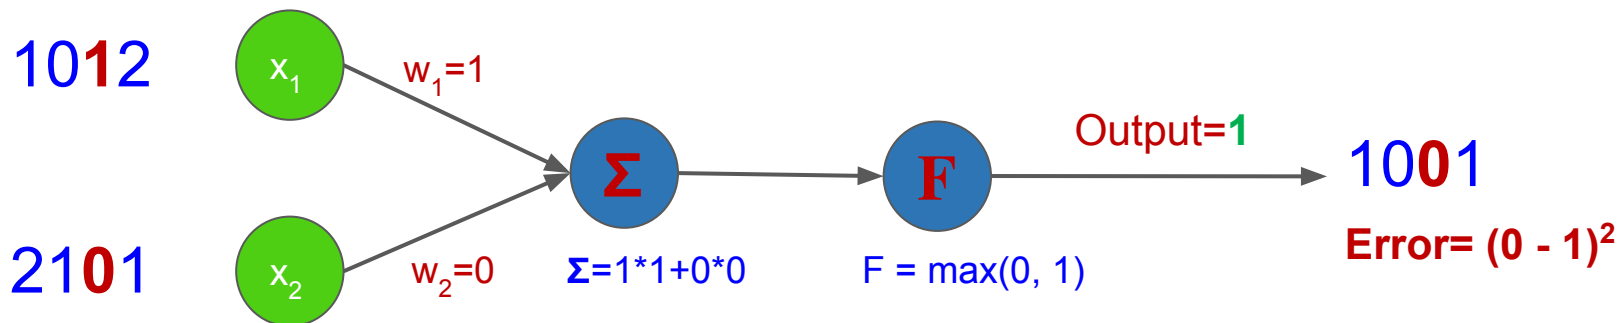 1012
x₁
w₁=1
Output=1
Σ
F
1001
2101
x₂
w₂=0
Σ=1*1+0*0
F = max(0, 1)
Error= (0 - 1)²